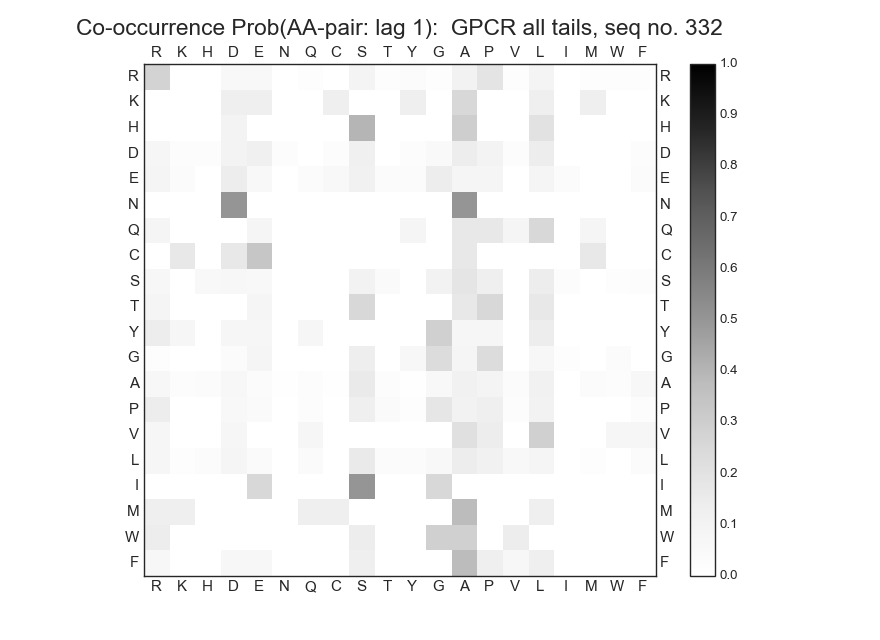 Co-occurrence Prob(AA-pair: lag 1):  GPCR all tails, seq no. 332
R K H D E N Q C S T Y G A P V L I M W F
R R 1.0
K K 0.9
H H
D D 0.8
E E
N N 0.7
Q Q
C C 0.6
S S
T T 0.5
Y Y
G G 0.4
A A
P P 0.3
V V
L L 0.2
I I
M M 0.1
W W
F F 0.0
R K H D E N Q C S T Y G A P V L I M W F